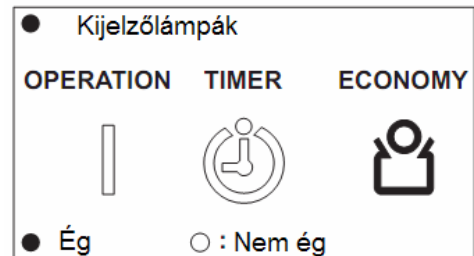 ● Kijelzőlámpák
OPERATION TIMER ECONOMY
● Ég ○ : Nem ég